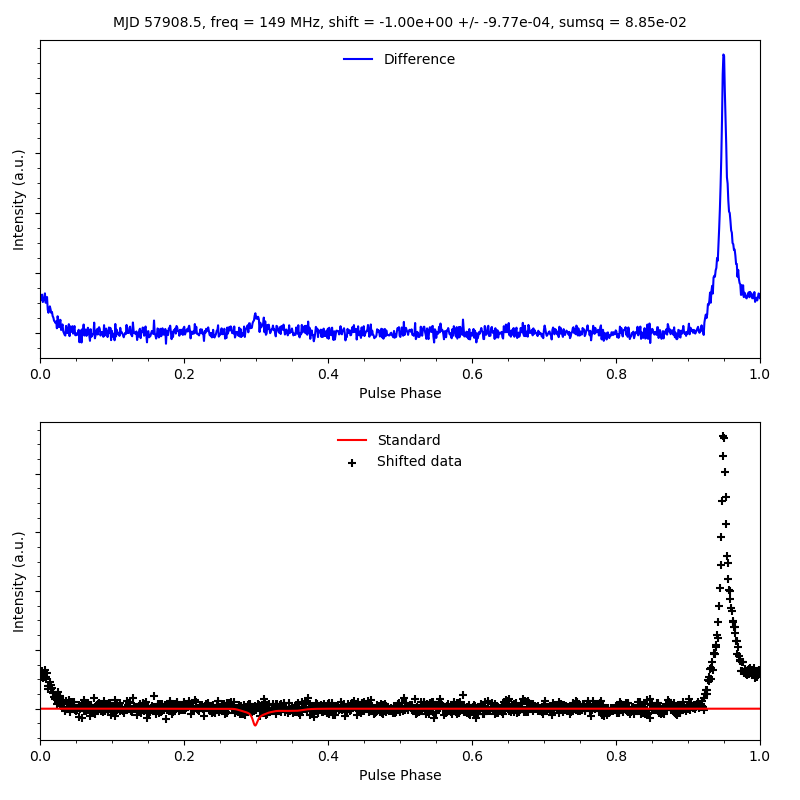 MJD 57908.5, freq = 149 MHz, shift = -1.00e+00 +/- -9.77e-04, sumsq = 8.85e-02
Difference
Intensity (a.u.)
0.0 0.2 0.4 0.6 0.8 1.0
Pulse Phase
Standard
Shifted data
Intensity (a.u.)
0.0 0.2 0.4 0.6 0.8 1.0
Pulse Phase